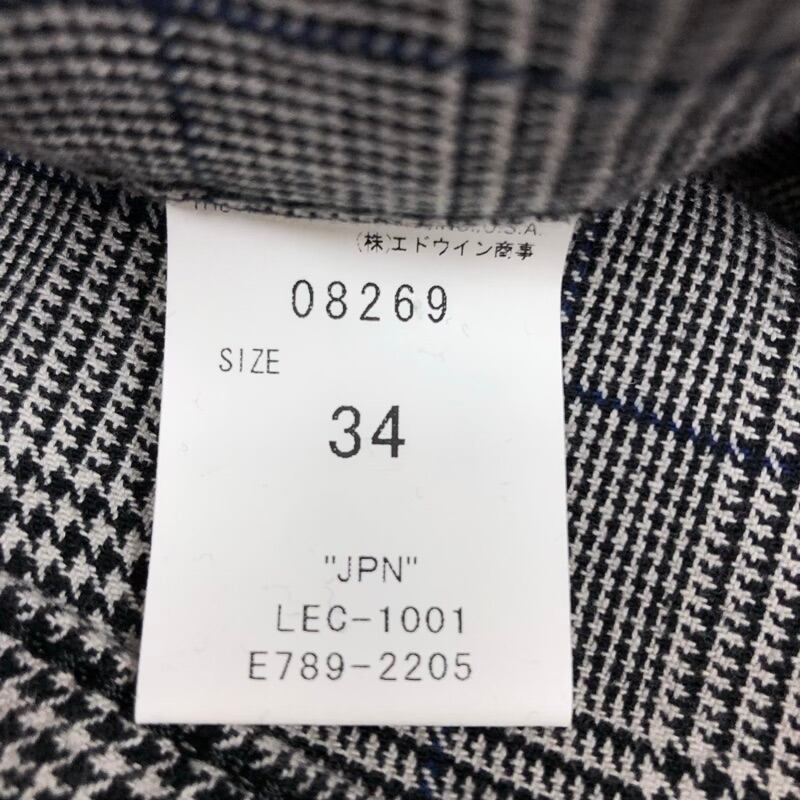 U.S.A.
(株)エドウイン商事
08269
SIZE
34
"JPN"
LEC-1001
E789-2205